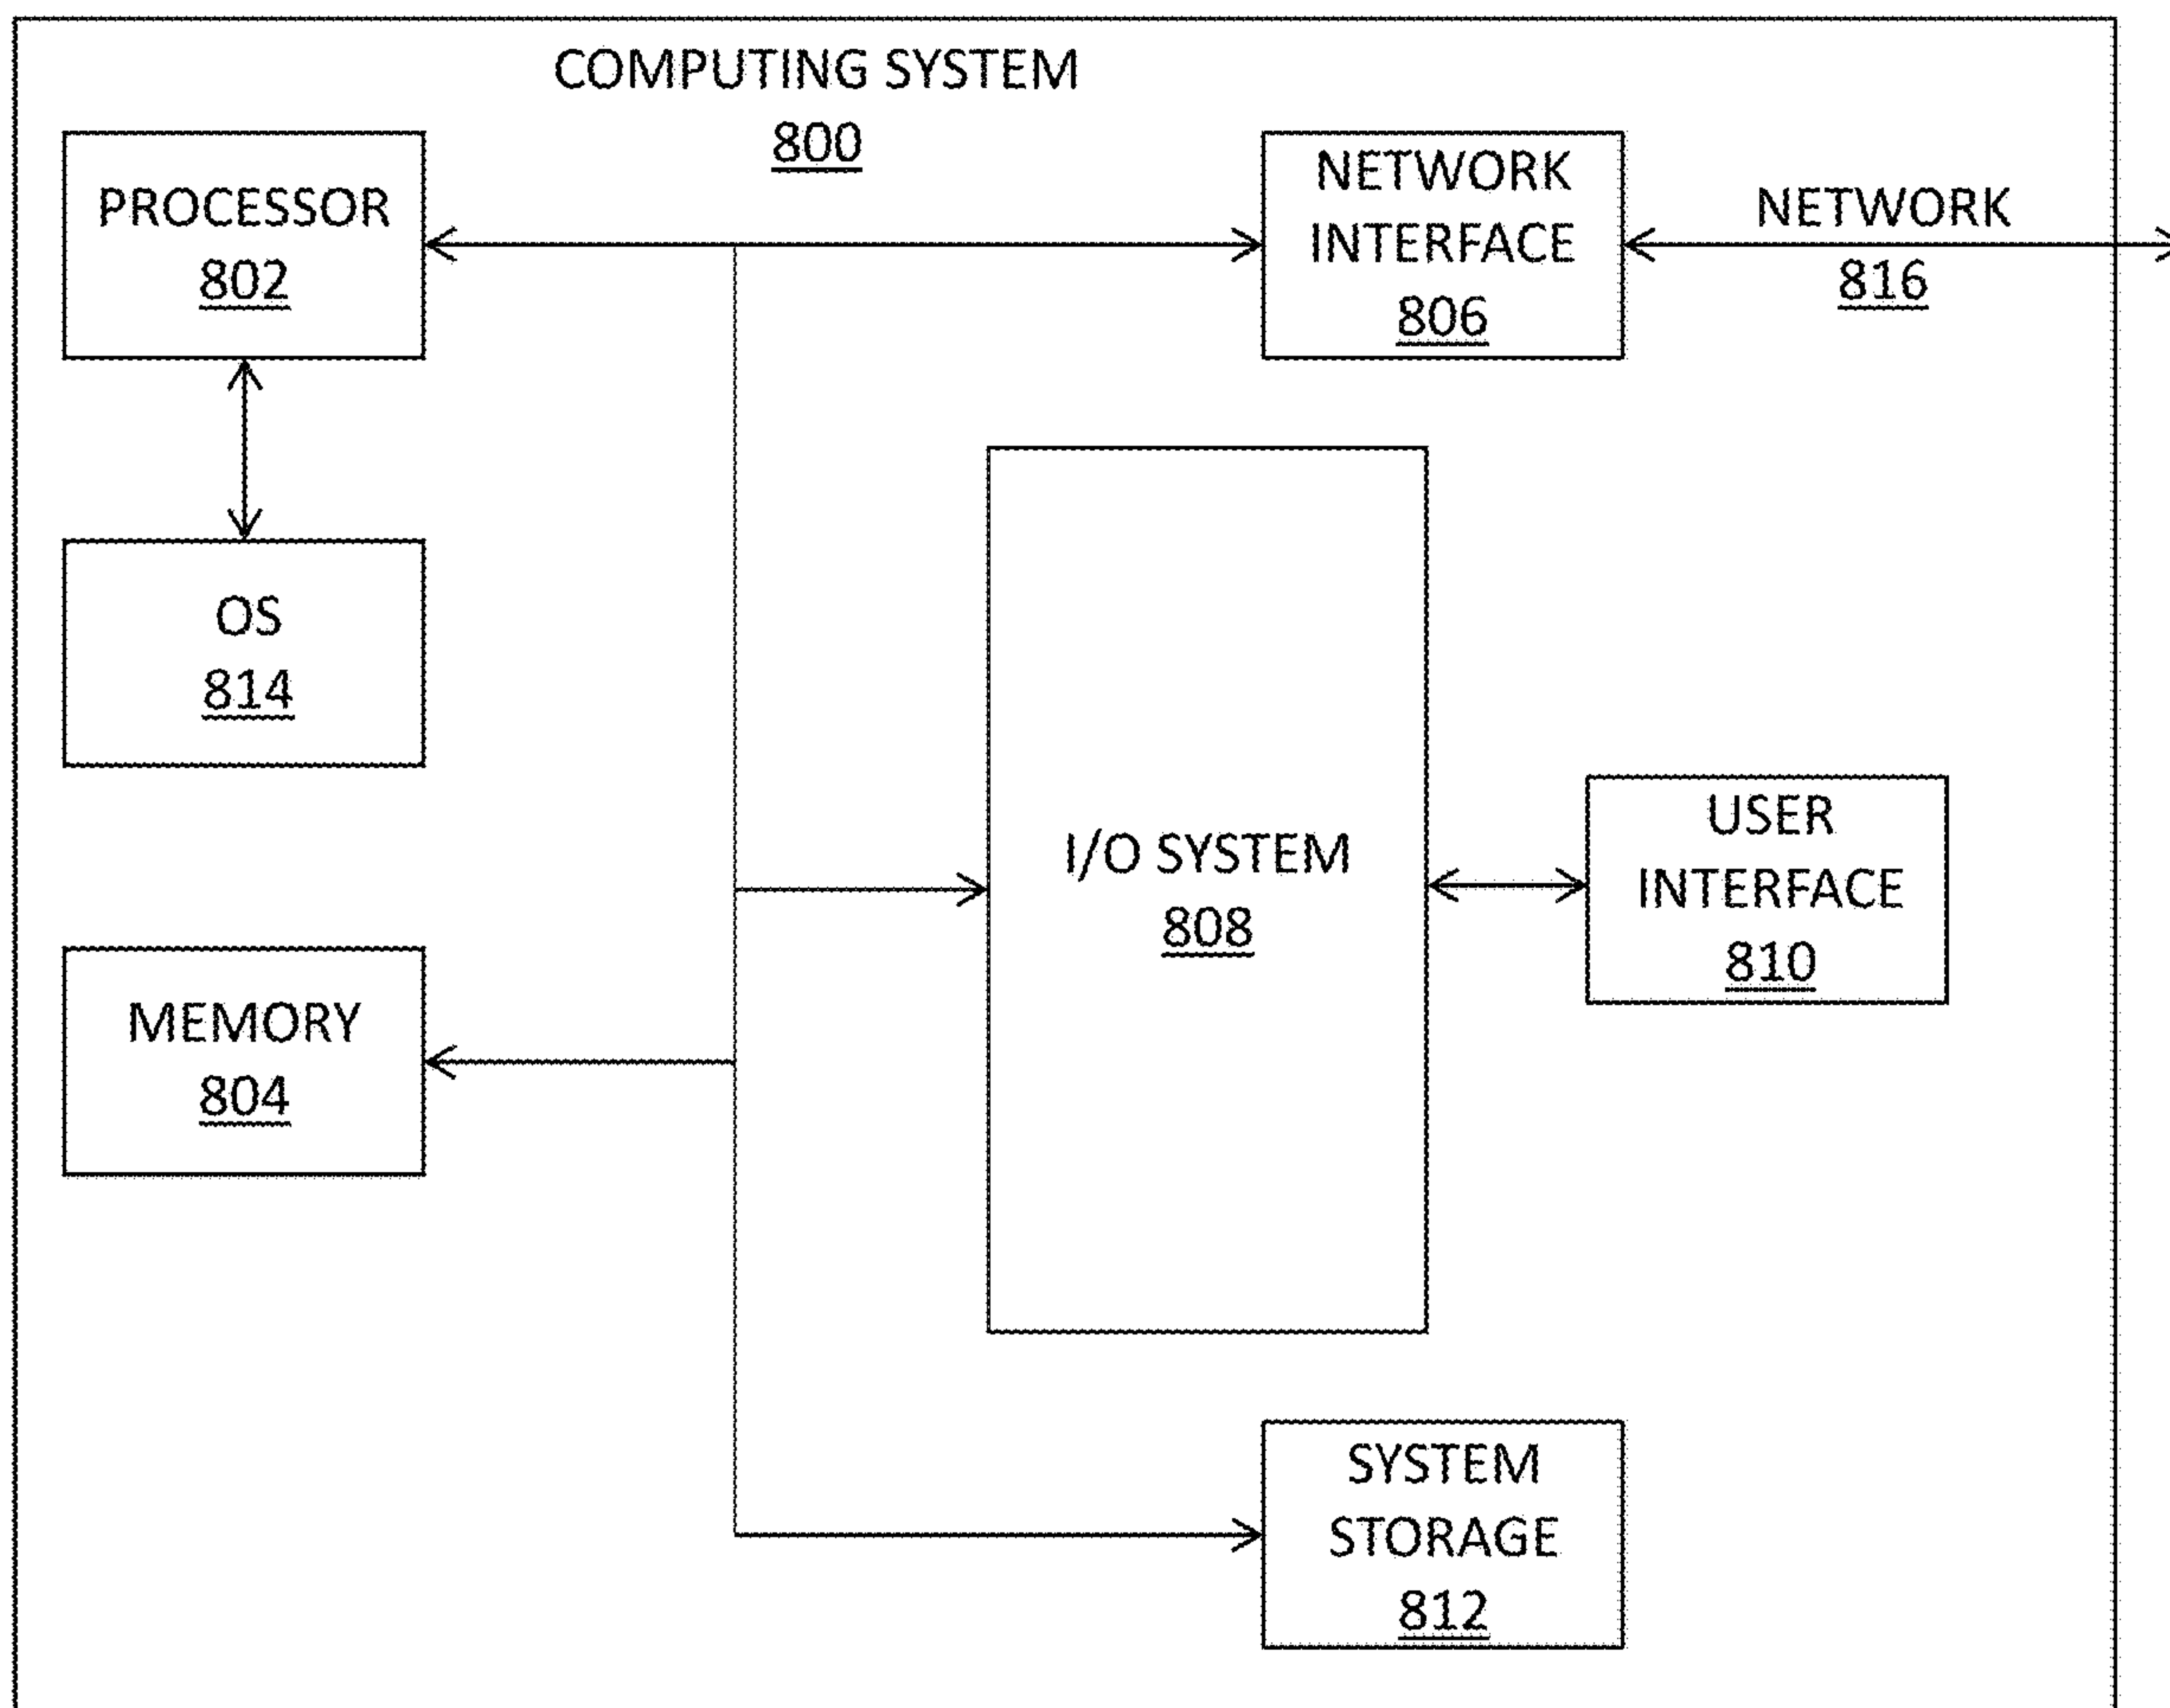 COMPUTING SYSTEM
800
PROCESSOR
802
NETWORK
INTERFACE
806
NETWORK
816
OS
814
I/O SYSTEM
808
USER
INTERFACE
810
MEMORY
804
SYSTEM
STORAGE
812